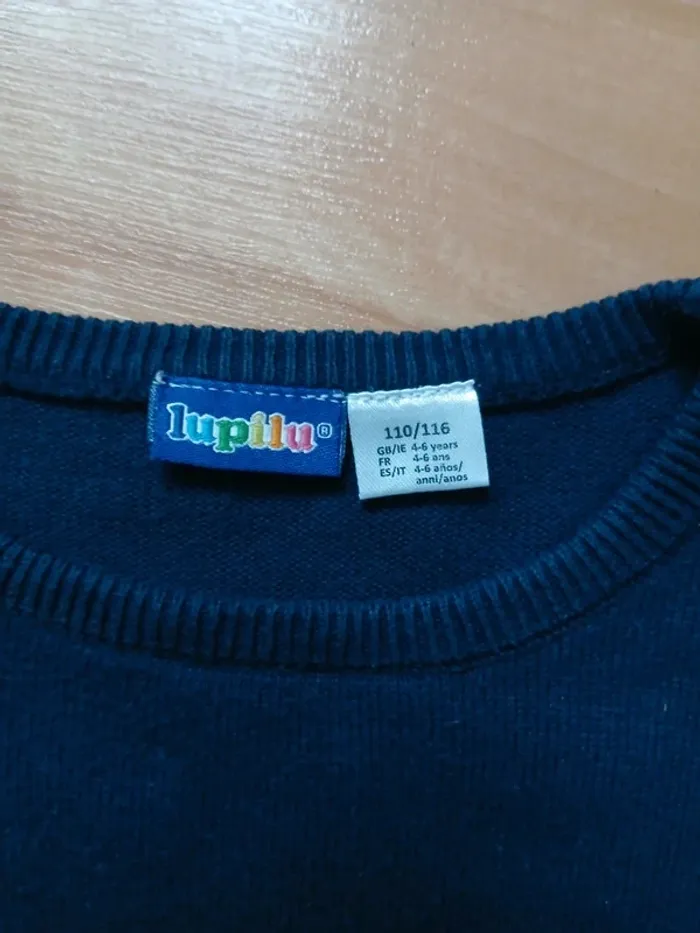 lupilu®
110/116
GB/IE 4-6 years
FR 4-6 ans
ES/IT 4-6 años/
anni/anos